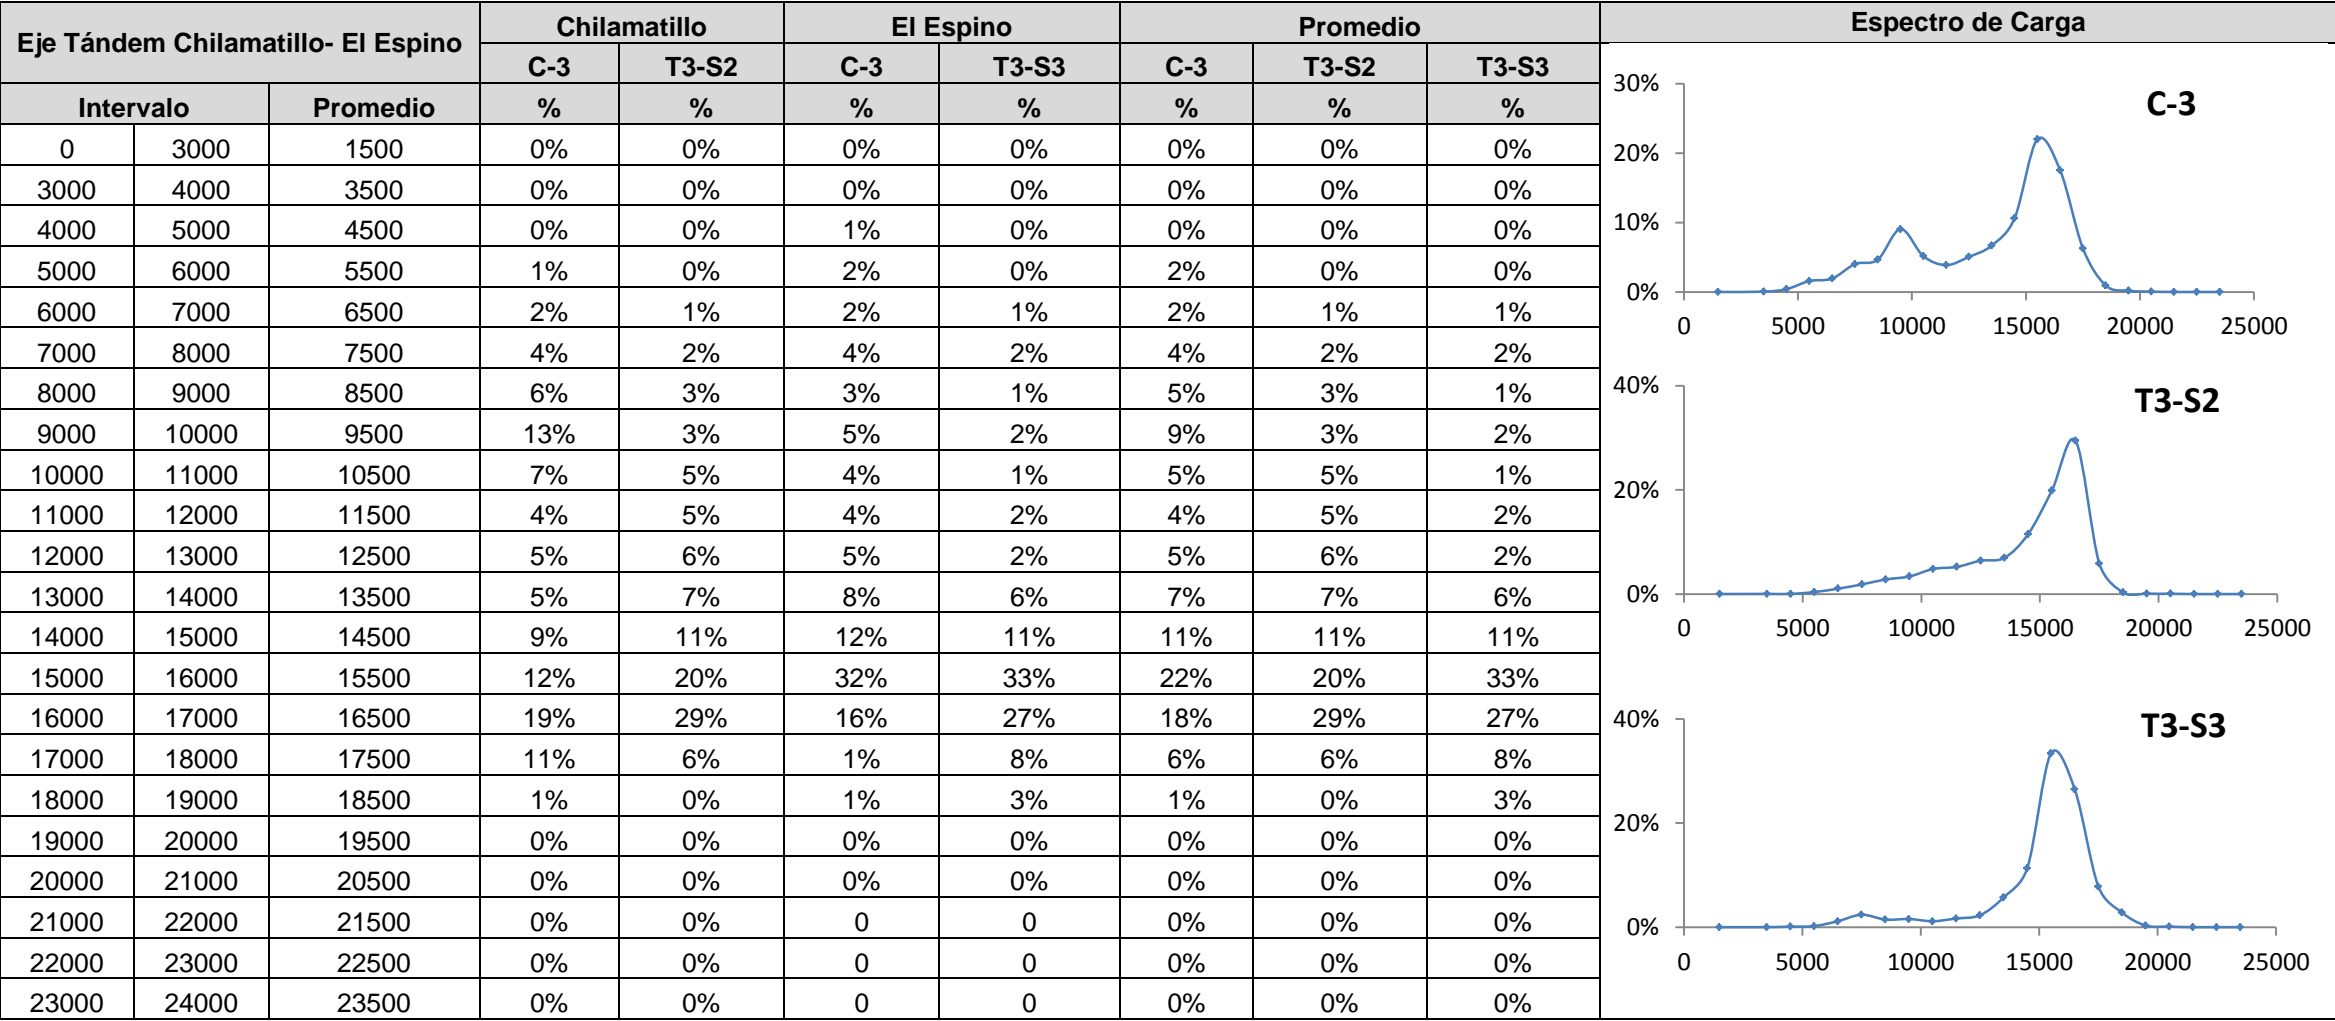 Eje Tándem Chilamatillo- El Espino Chilamatillo El Espino Promedio Espectro de Carga
C-3 T3-S2 C-3 T3-S3 C-3 T3-S2 T3-S3
Intervalo Promedio % % % % % % %
0 3000 1500 0% 0% 0% 0% 0% 0% 0%
3000 4000 3500 0% 0% 0% 0% 0% 0% 0%
4000 5000 4500 0% 0% 1% 0% 0% 0% 0%
5000 6000 5500 1% 0% 2% 0% 2% 0% 0%
6000 7000 6500 2% 1% 2% 1% 2% 1% 1%
7000 8000 7500 4% 2% 4% 2% 4% 2% 2%
8000 9000 8500 6% 3% 3% 1% 5% 3% 1%
9000 10000 9500 13% 3% 5% 2% 9% 3% 2%
10000 11000 10500 7% 5% 4% 1% 5% 5% 1%
11000 12000 11500 4% 5% 4% 2% 4% 5% 2%
12000 13000 12500 5% 6% 5% 2% 5% 6% 2%
13000 14000 13500 5% 7% 8% 6% 7% 7% 6%
14000 15000 14500 9% 11% 12% 11% 11% 11% 11%
15000 16000 15500 12% 20% 32% 33% 22% 20% 33%
16000 17000 16500 19% 29% 16% 27% 18% 29% 27%
17000 18000 17500 11% 6% 1% 8% 6% 6% 8%
18000 19000 18500 1% 0% 1% 3% 1% 0% 3%
19000 20000 19500 0% 0% 0% 0% 0% 0% 0%
20000 21000 20500 0% 0% 0% 0% 0% 0% 0%
21000 22000 21500 0% 0% 0 0 0% 0% 0%
22000 23000 22500 0% 0% 0 0 0% 0% 0%
23000 24000 23500 0% 0% 0 0 0% 0% 0%
C-3
30%
20%
10%
0%
0 5000 10000 15000 20000 25000
T3-S2
40%
20%
0%
0 5000 10000 15000 20000 25000
T3-S3
40%
20%
0%
0 5000 10000 15000 20000 25000